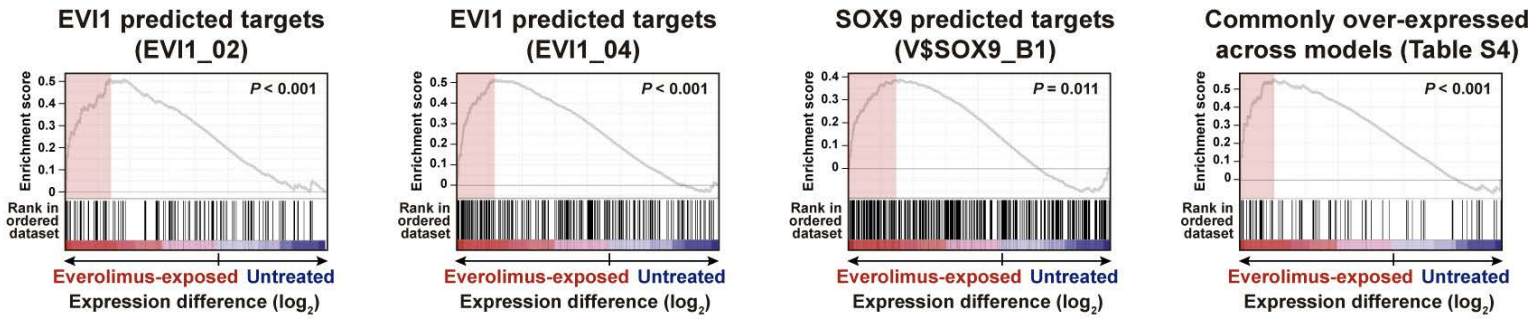 EVI1 predicted targets
(EVI1_02)
Enrichment score
0.5
0.4
0.3
0.2
0.1
0
P < 0.001
Rank in
ordered
dataset
Everolimus-exposed Untreated
Expression difference (log2)
EVI1 predicted targets
(EVI1_04)
Enrichment score
0.5
0.4
0.3
0.2
0.1
0
P < 0.001
Rank in
ordered
dataset
Everolimus-exposed Untreated
Expression difference (log2)
SOX9 predicted targets
(V$SOX9_B1)
Enrichment score
0.4
0.3
0.2
0.1
0
P = 0.011
Rank in
ordered
dataset
Everolimus-exposed Untreated
Expression difference (log2)
Commonly over-expressed
across models (Table S4)
Enrichment score
0.5
0.4
0.3
0.2
0.1
0
P < 0.001
Rank in
ordered
dataset
Everolimus-exposed Untreated
Expression difference (log2)